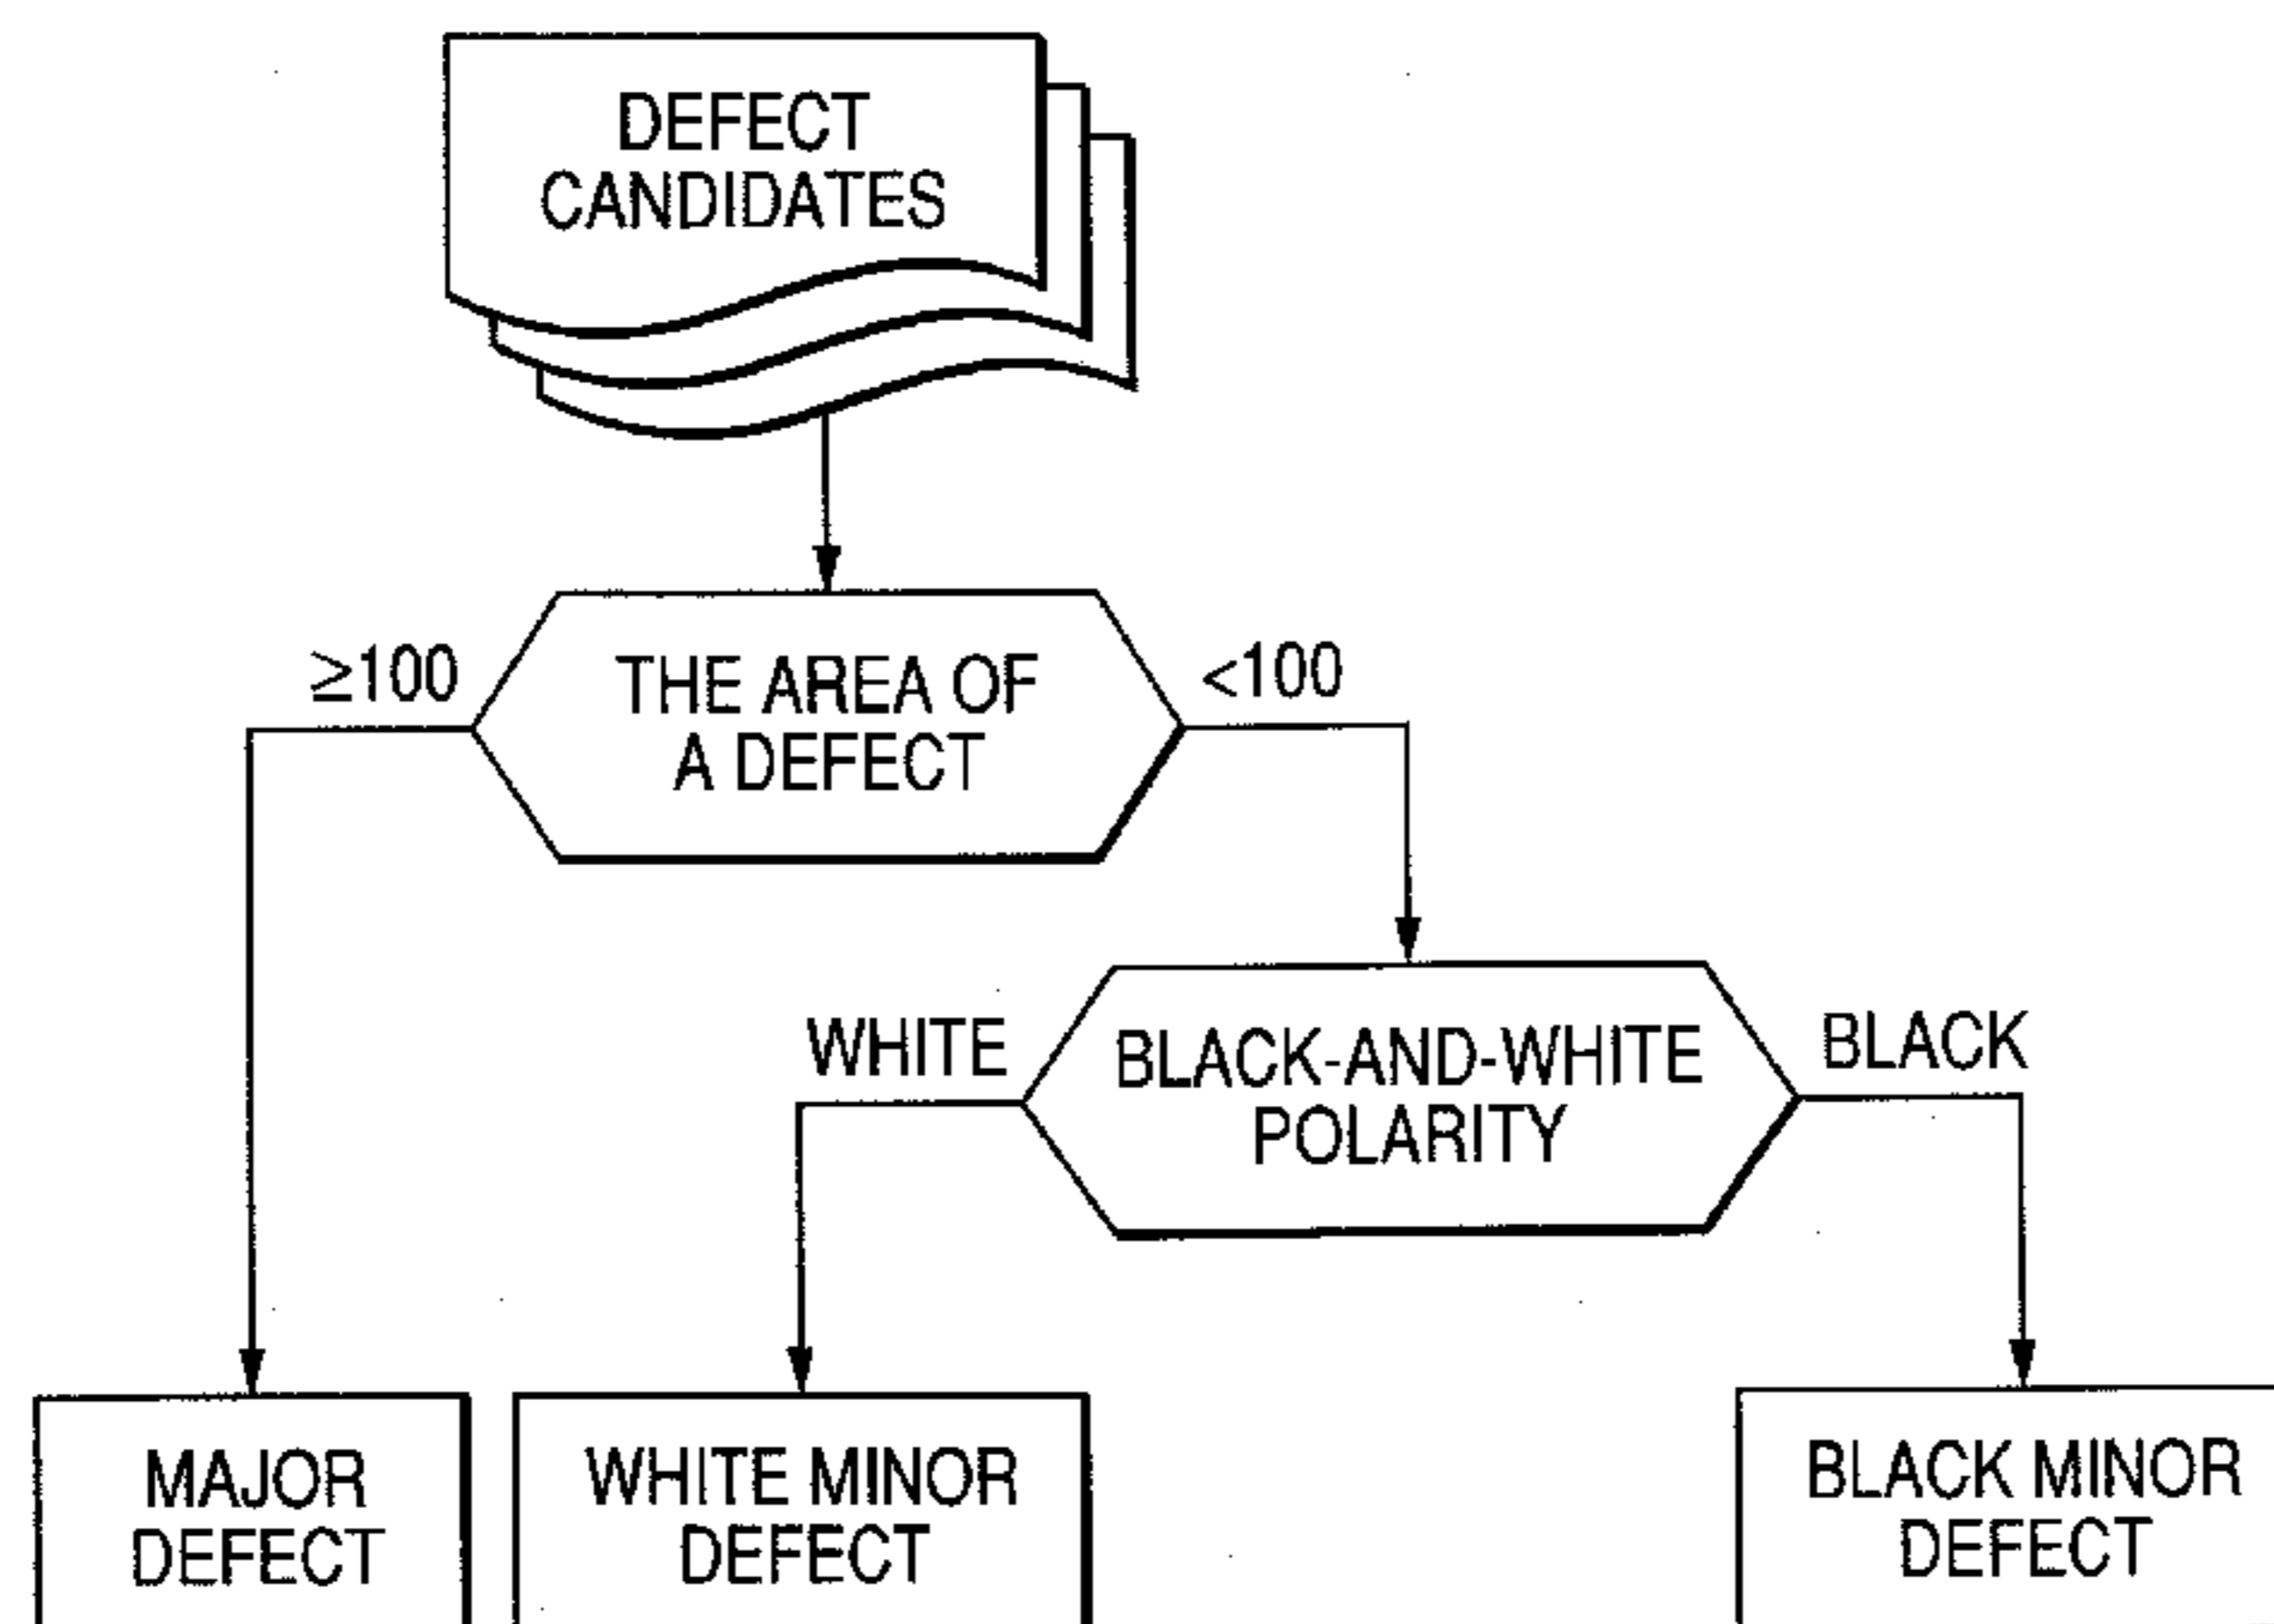 DEFECT
CANDIDATES
≥100
THE AREA OF
A DEFECT
<100
WHITE
BLACK-AND-WHITE
POLARITY
BLACK
MAJOR
DEFECT
WHITE MINOR
DEFECT
BLACK MINOR
DEFECT